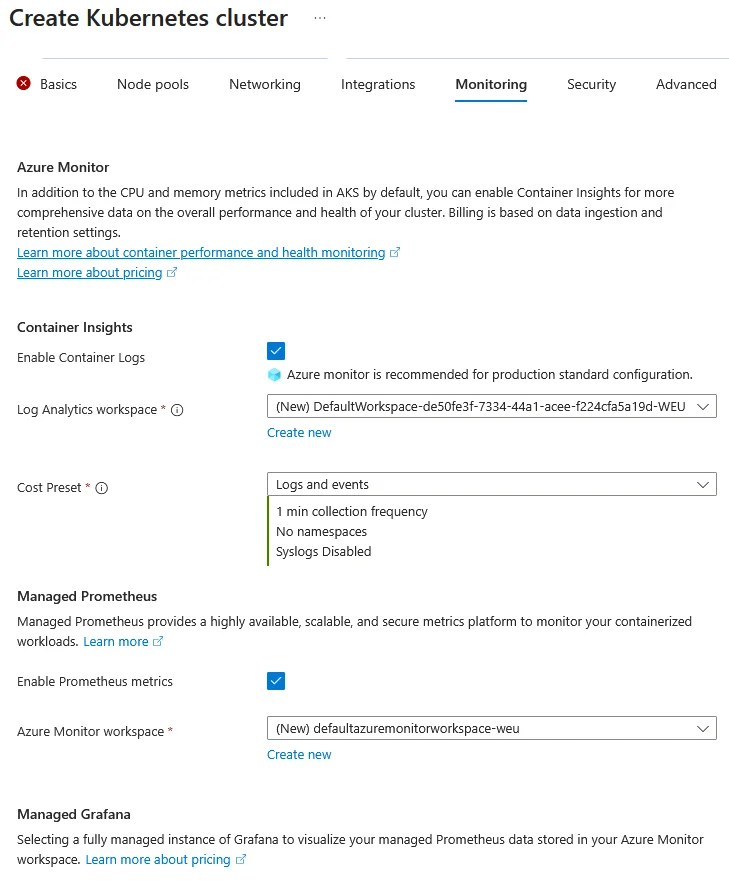 Create Kubernetes cluster ...
Basics Node pools Networking Integrations Monitoring Security Advanced
Azure Monitor
In addition to the CPU and memory metrics included in AKS by default, you can enable Container Insights for more
comprehensive data on the overall performance and health of your cluster. Billing is based on data ingestion and
retention settings.
Learn more about container performance and health monitoring
Learn more about pricing
Container Insights
Enable Container Logs
Azure monitor is recommended for production standard configuration.
Log Analytics workspace * (New) DefaultWorkspace-de50fe3f-7334-44a1-acee-f224cfa5a19d-WEU
Create new
Cost Preset * Logs and events
1 min collection frequency
No namespaces
Syslogs Disabled
Managed Prometheus
Managed Prometheus provides a highly available, scalable, and secure metrics platform to monitor your containerized
workloads. Learn more
Enable Prometheus metrics
Azure Monitor workspace * (New) defaultazuremonitorworkspace-weu
Create new
Managed Grafana
Selecting a fully managed instance of Grafana to visualize your managed Prometheus data stored in your Azure Monitor
workspace. Learn more about pricing